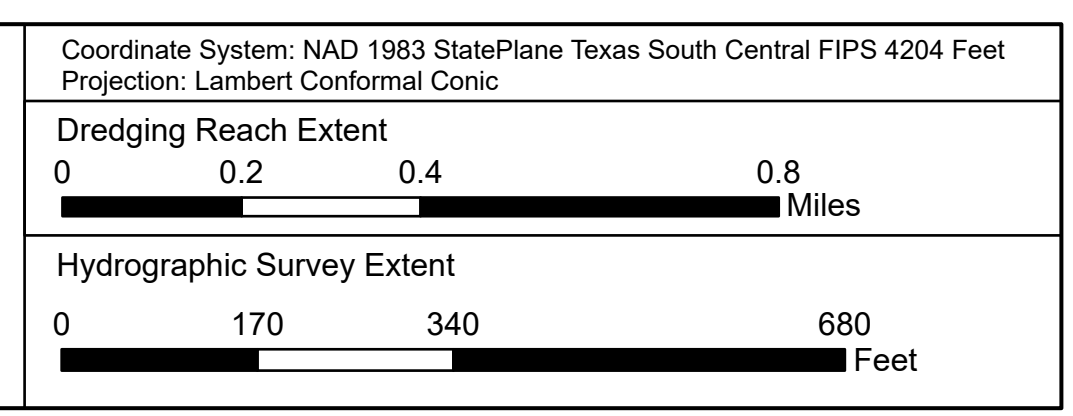 Coordinate System: NAD 1983 StatePlane Texas South Central FIPS 4204 Feet
Projection: Lambert Conformal Conic
Dredging Reach Extent
0 0.2 0.4 0.8
Miles
Hydrographic Survey Extent
0 170 340 680
Feet